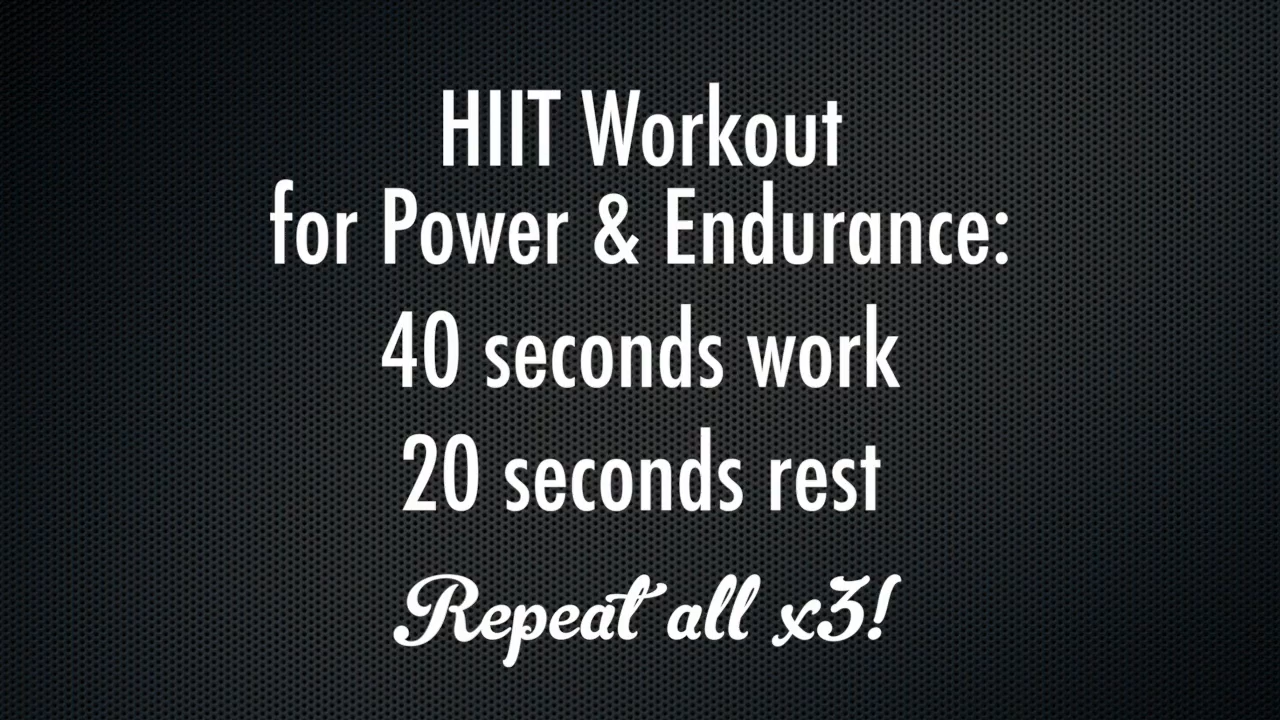 HIIT Workout
for Power & Endurance:
40 seconds work
20 seconds rest
Repeat all x3!